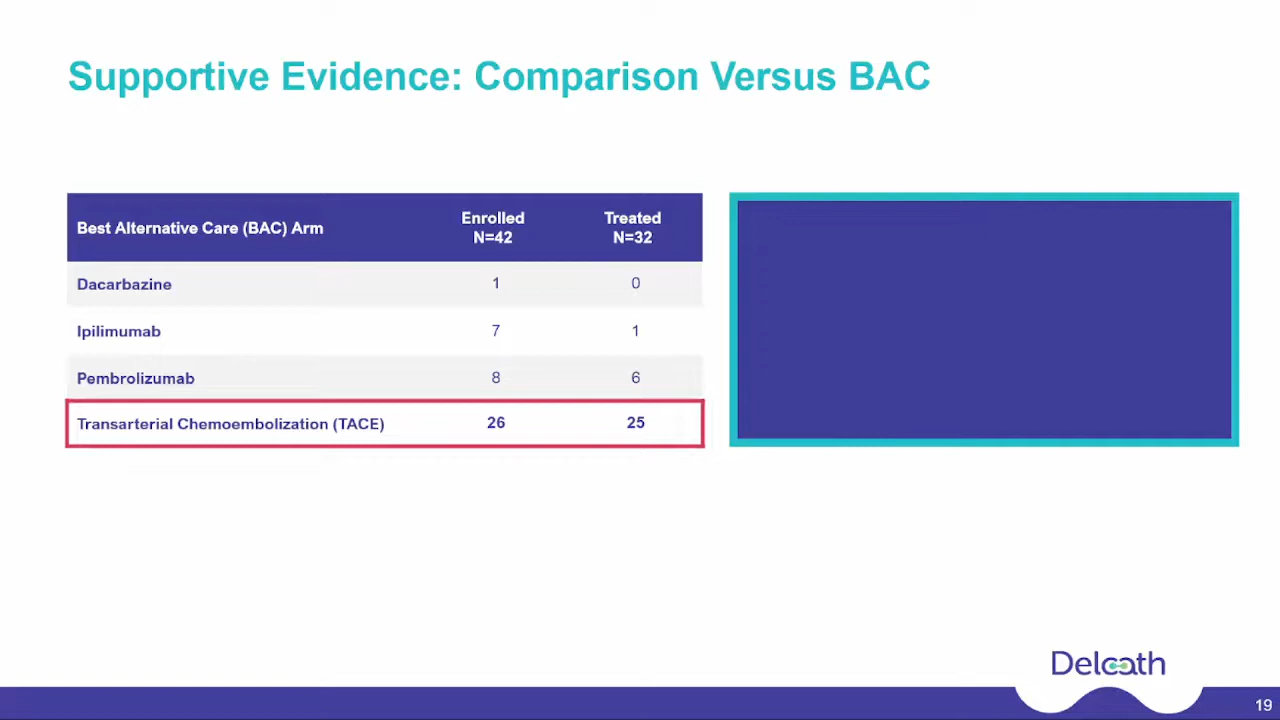 Supportive Evidence: Comparison Versus BAC
Best Alternative Care (BAC) Arm Enrolled N=42 Treated N=32
Dacarbazine 1 0
Ipilimumab 7 1
Pembrolizumab 8 6
Transarterial Chemoembolization (TACE) 26 25
Delcath
19